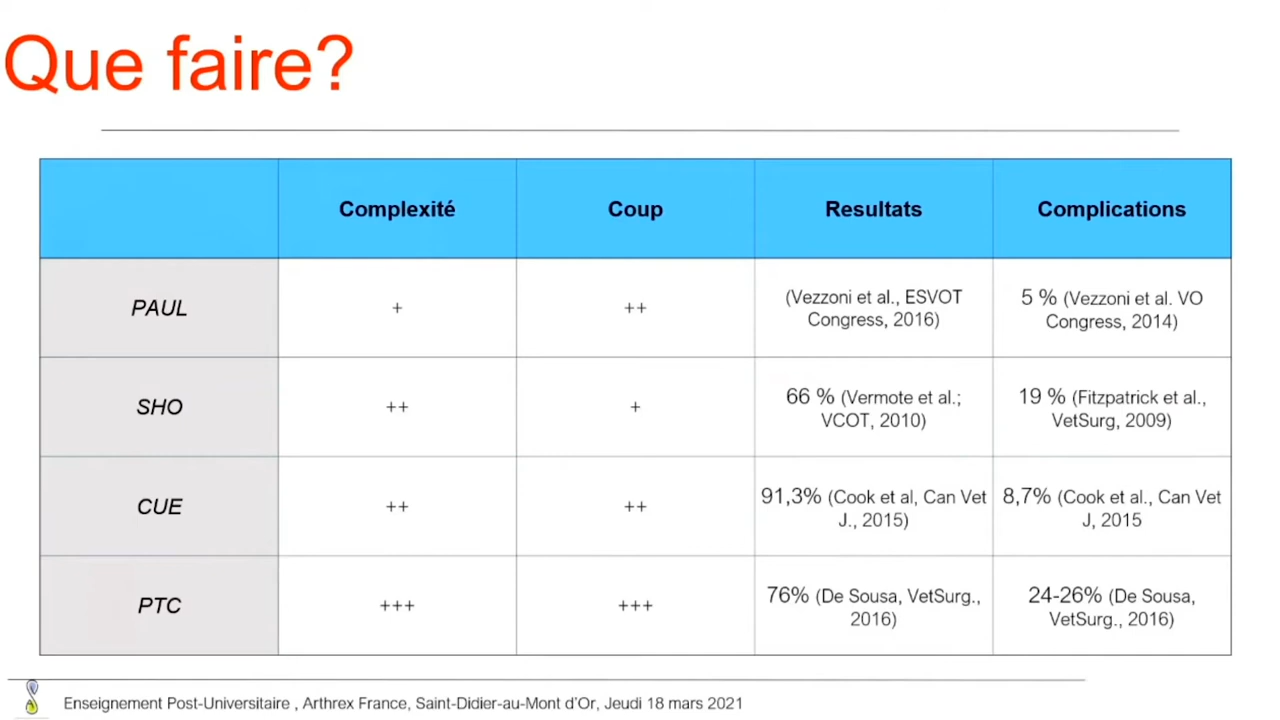 Que faire?
Complexité
Coup
Resultats
Complications
PAUL
+
++
(Vezzoni et al., ESVOT
Congress, 2016)
5 % (Vezzoni et al. VO
Congress, 2014)
SHO
++
+
66 % (Vermote et al.;
VCOT, 2010)
19 % (Fitzpatrick et al.,
VetSurg, 2009)
CUE
++
++
91,3% (Cook et al, Can Vet
J., 2015)
8,7% (Cook et al., Can Vet
J, 2015
PTC
+++
+++
76% (De Sousa, VetSurg.,
2016)
24-26% (De Sousa,
VetSurg., 2016)
Enseignement Post-Universitaire , Arthrex France, Saint-Didier-au-Mont d'Or, Jeudi 18 mars 2021